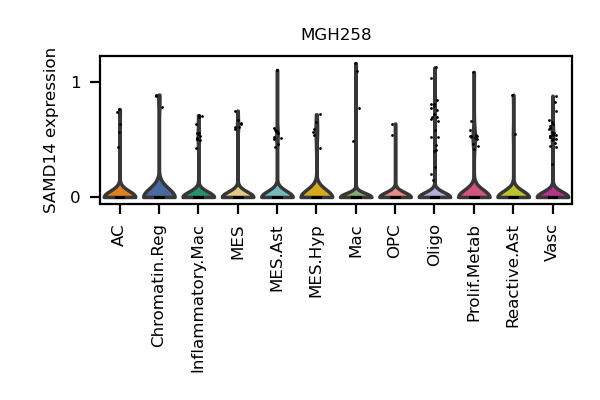 MGH258
SAMD14 expression
1
0
AC
Chromatin.Reg
Inflammatory.Mac
MES
MES.Ast
MES.Hyp
Mac
OPC
Oligo
Prolif.Metab
Reactive.Ast
Vasc